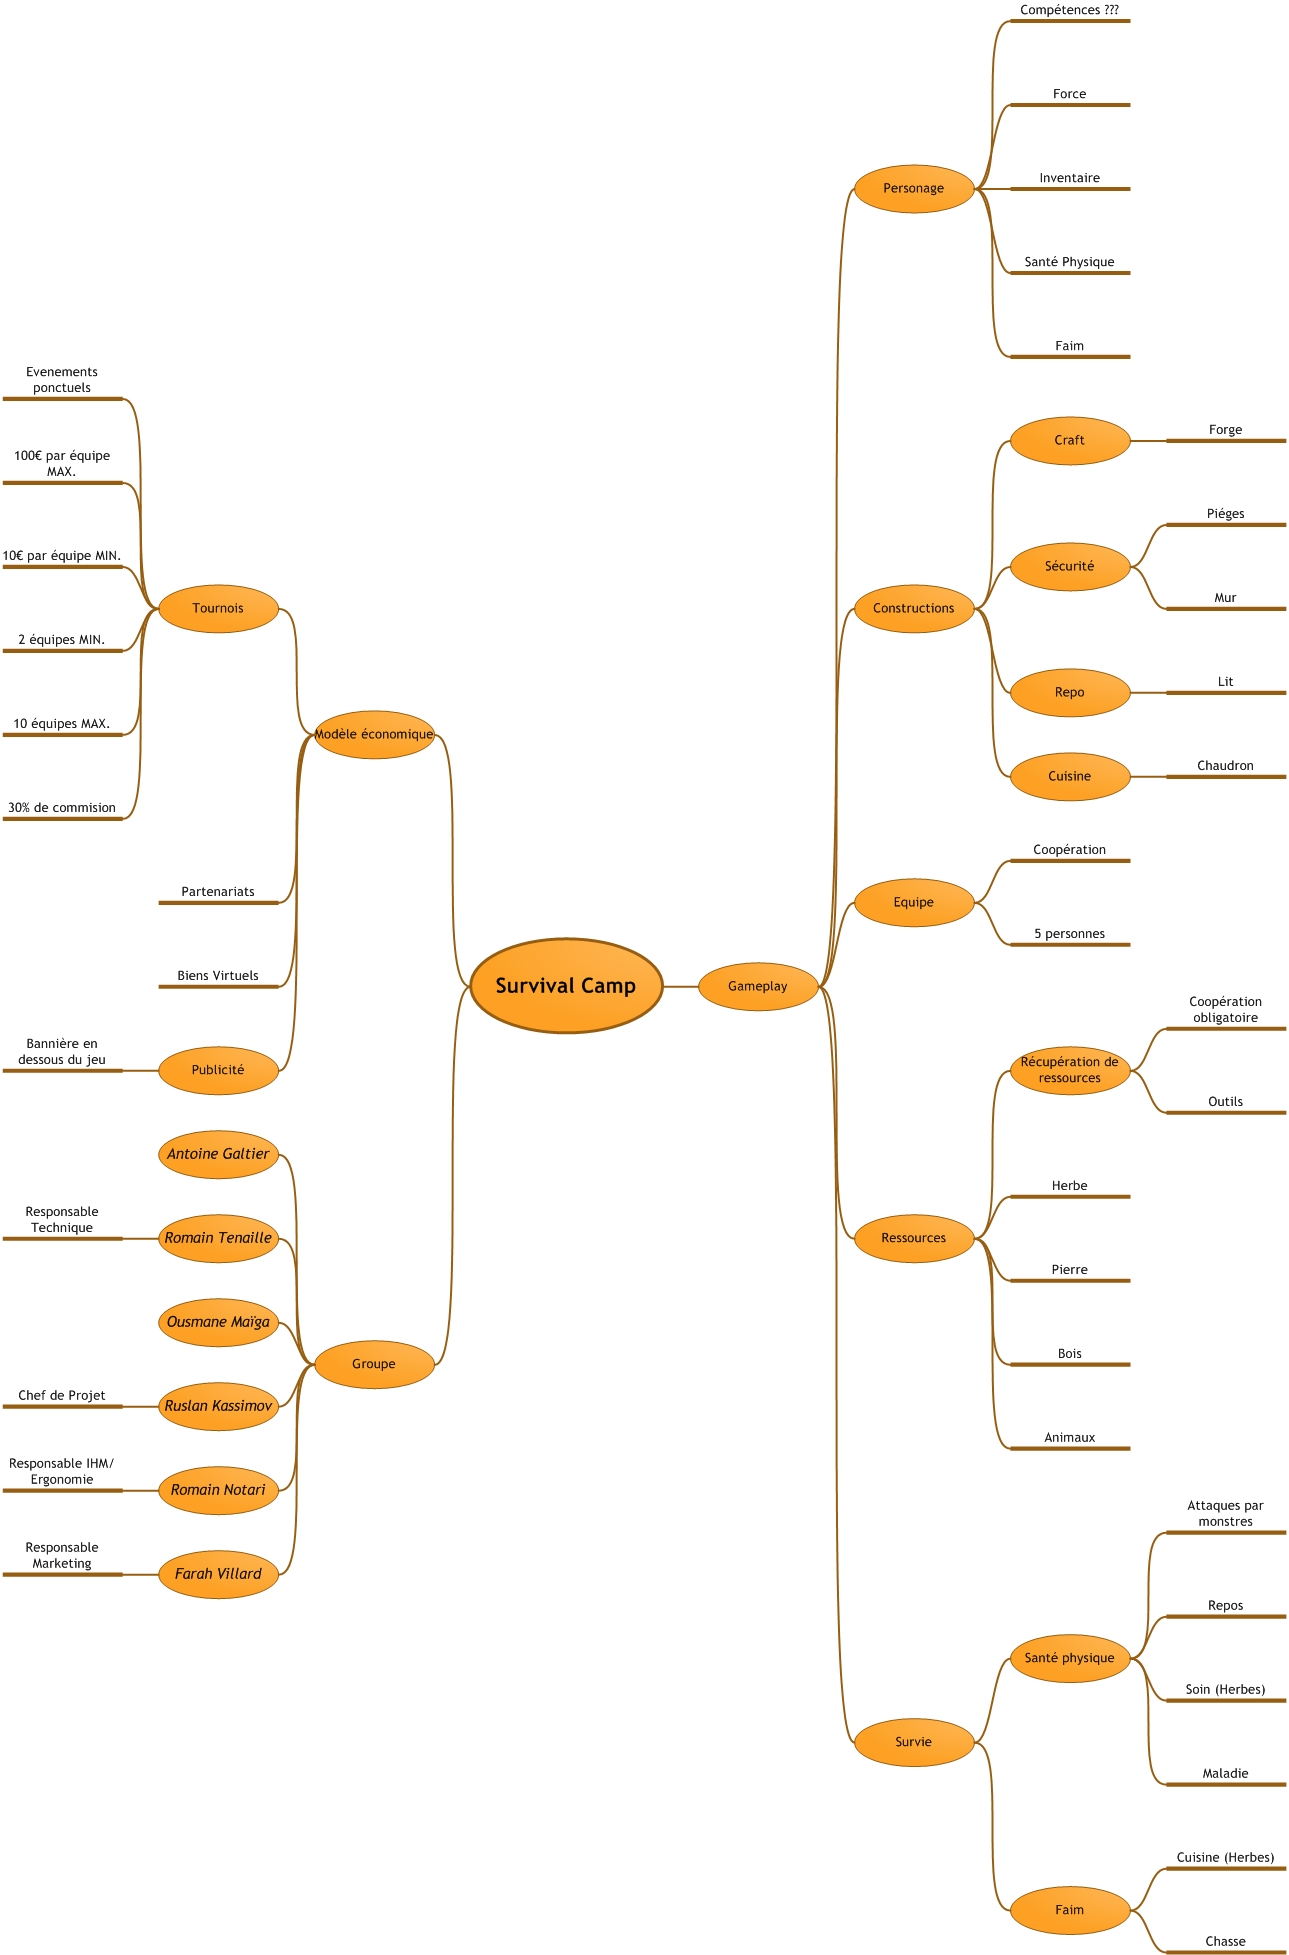 Survival Camp
Modèle économique
Tournois
Evenements
ponctuels
100€ par équipe
MAX.
10€ par équipe MIN.
2 équipes MIN.
10 équipes MAX.
30% de commision
Partenariats
Biens Virtuels
Publicité
Bannière en
dessous du jeu
Groupe
Antoine Galtier
Romain Tenaille
Responsable
Technique
Ousmane Maïga
Ruslan Kassimov
Chef de Projet
Romain Notari
Responsable IHM/
Ergonomie
Farah Villard
Responsable
Marketing
Gameplay
Personage
Compétences ???
Force
Inventaire
Santé Physique
Faim
Constructions
Craft
Forge
Sécurité
Piéges
Mur
Repo
Lit
Cuisine
Chaudron
Equipe
Coopération
5 personnes
Ressources
Récupération de
ressources
Coopération
obligatoire
Outils
Herbe
Pierre
Bois
Animaux
Survie
Santé physique
Attaques par
monstres
Repos
Soin (Herbes)
Maladie
Faim
Cuisine (Herbes)
Chasse